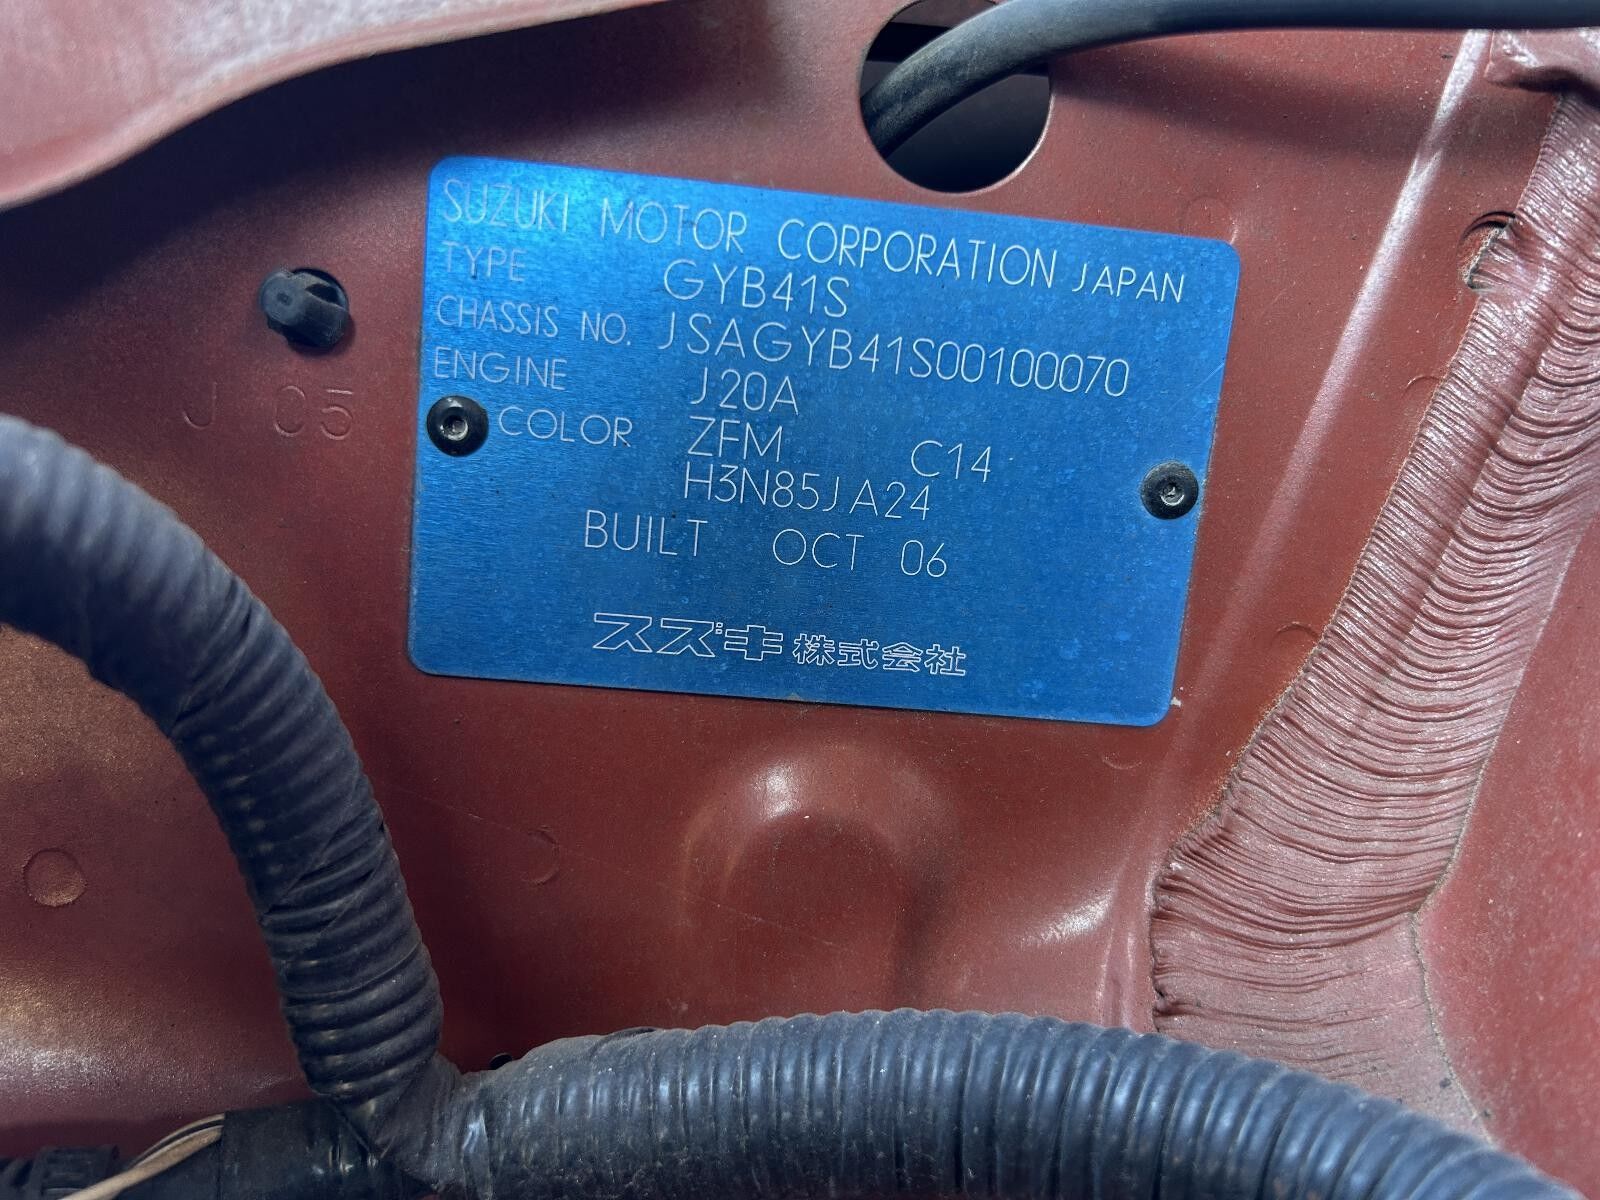 SUZUKI MOTOR CORPORATION JAPAN
TYPE GYB41S
CHASSIS NO. JSAGYB41S00100070
ENGINE J20A
COLOR ZFM C14
H3N85JA24
BUILT OCT 06
スズキ株式会社
J 05